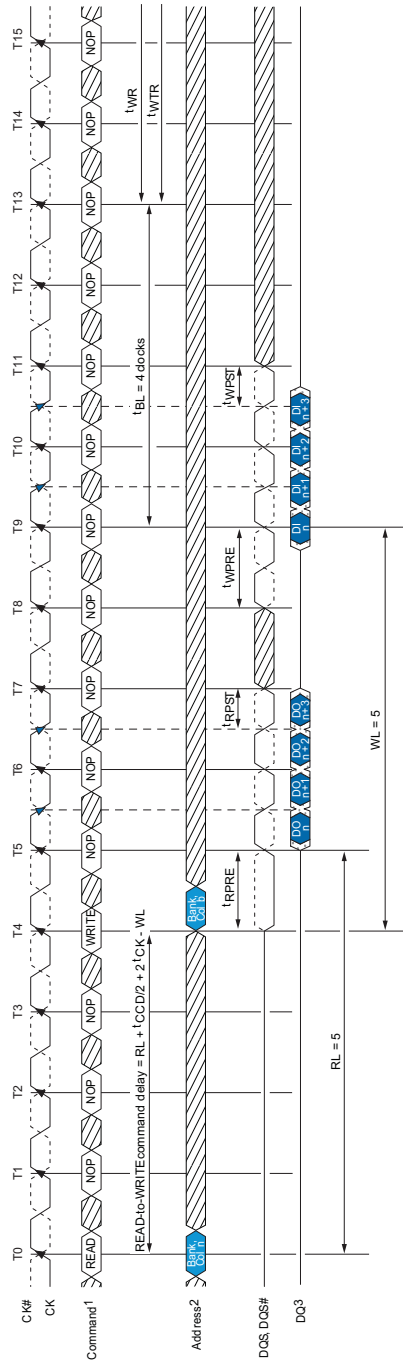 T0 T1 T2 T3 T4 T5 T6 T7 T8 T9 T10 T11 T12 T13 T14 T15
CK#
CK
Command1 READ NOP NOP NOP WRITE NOP NOP NOP NOP NOP NOP NOP NOP NOP NOP NOP
READ-to-WRITEcommand delay = RL + tCCD/2 + 2tCK - WL
tBL = 4 docks
tWR
tWTR
Address2 Bank, Col n Bank, Col b
tRPRE tRPST tWPRE tWPST
DQS, DQS#
DQ3 DO n DO n+1 DO n+2 DO n+3 DI n DI n+1 DI n+2 DI n+3
RL = 5
WL = 5